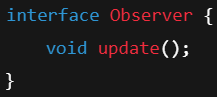 interface Observer {
    void update();
}